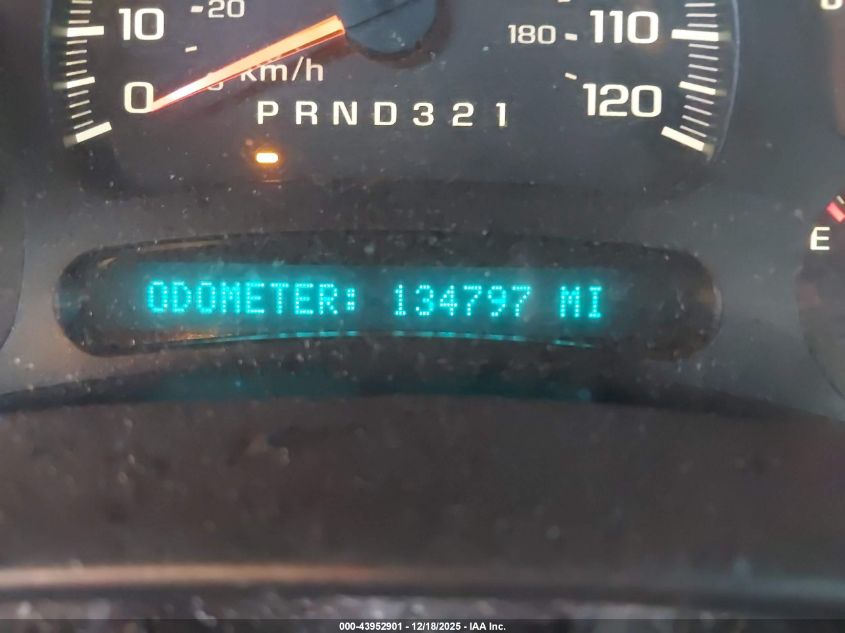 20
10
180
110
km/h
0
120
PRND321
E
ODOMETER: 134797 MI
000-43952901 - 12/18/2025 - IAA Inc.